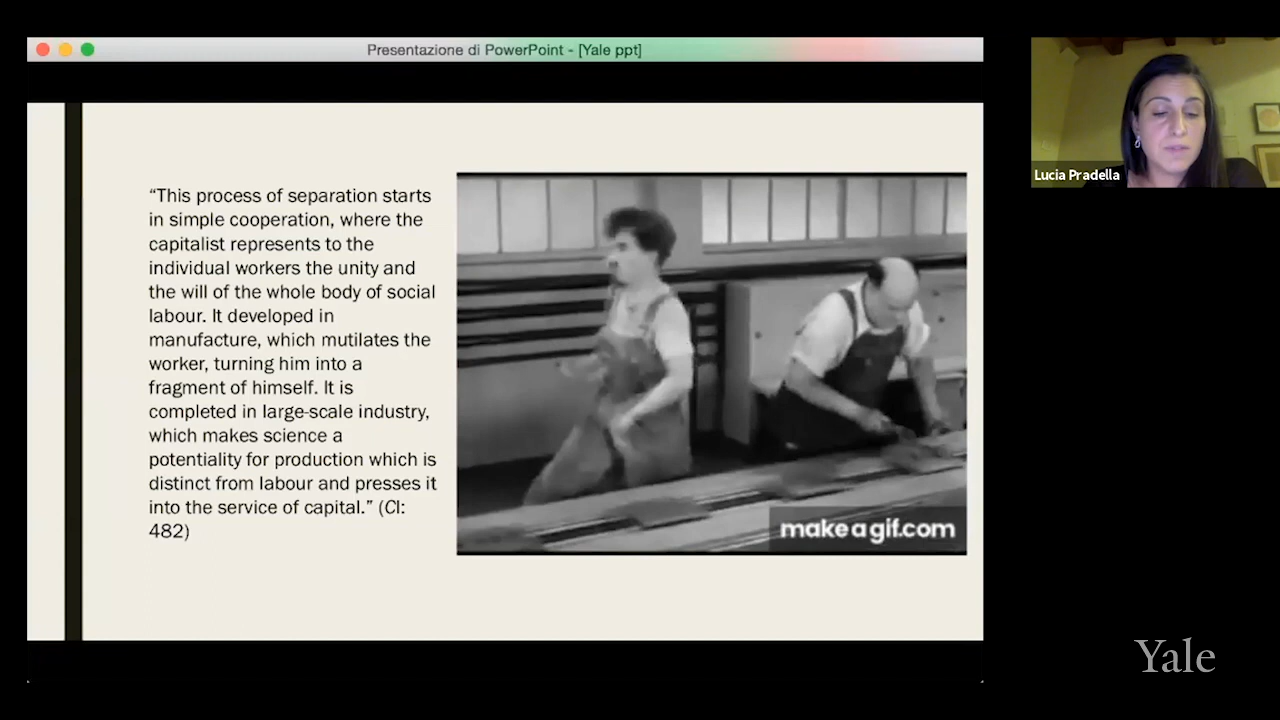 Presentazione di PowerPoint - [Yale ppt]
“This process of separation starts
in simple cooperation, where the
capitalist represents to the
individual workers the unity and
the will of the whole body of social
labour. It developed in
manufacture, which mutilates the
worker, turning him into a
fragment of himself. It is
completed in large-scale industry,
which makes science a
potentiality for production which is
distinct from labour and presses it
into the service of capital.” (CI:
482)
makeagif.com
Lucia Pradella
Yale